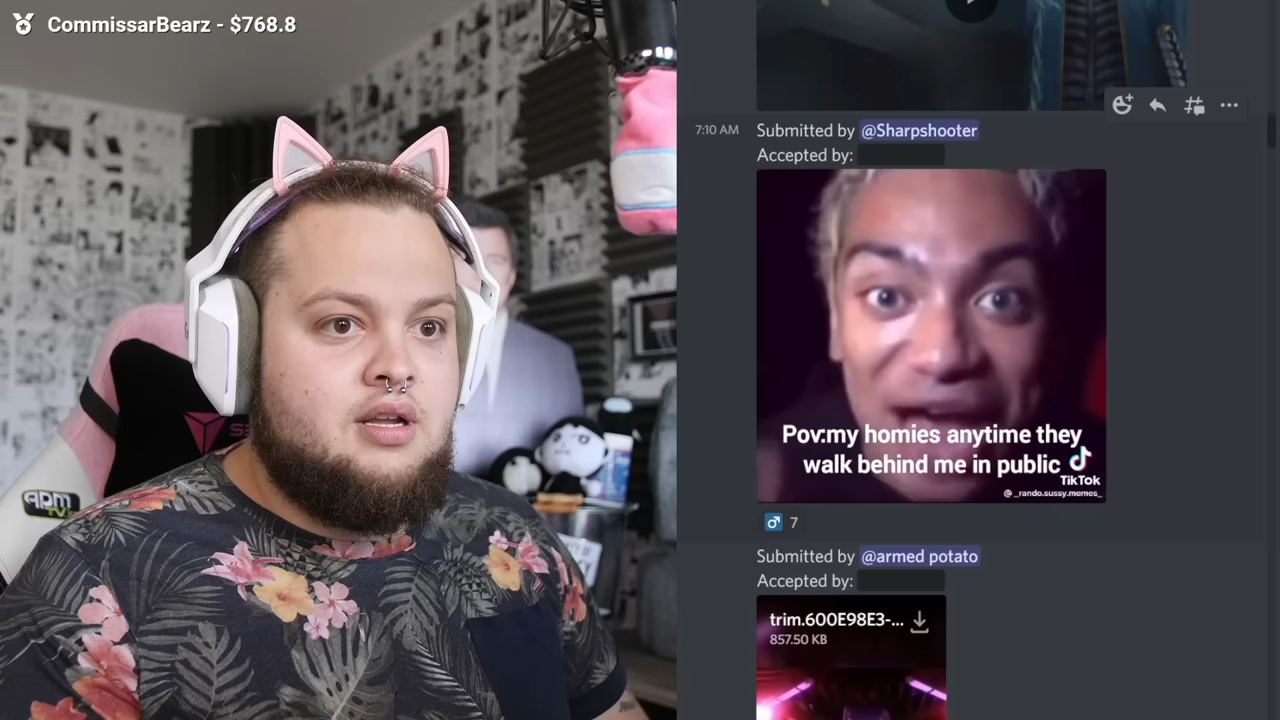 CommissarBearz - $768.8
7:10 AM
Submitted by @Sharpshooter
Accepted by:
Pov:my homies anytime they
walk behind me in public
TikTok
@_rando.sussy.memes_
7
Submitted by @armed potato
Accepted by:
trim.600E98E3-...
857.50 KB